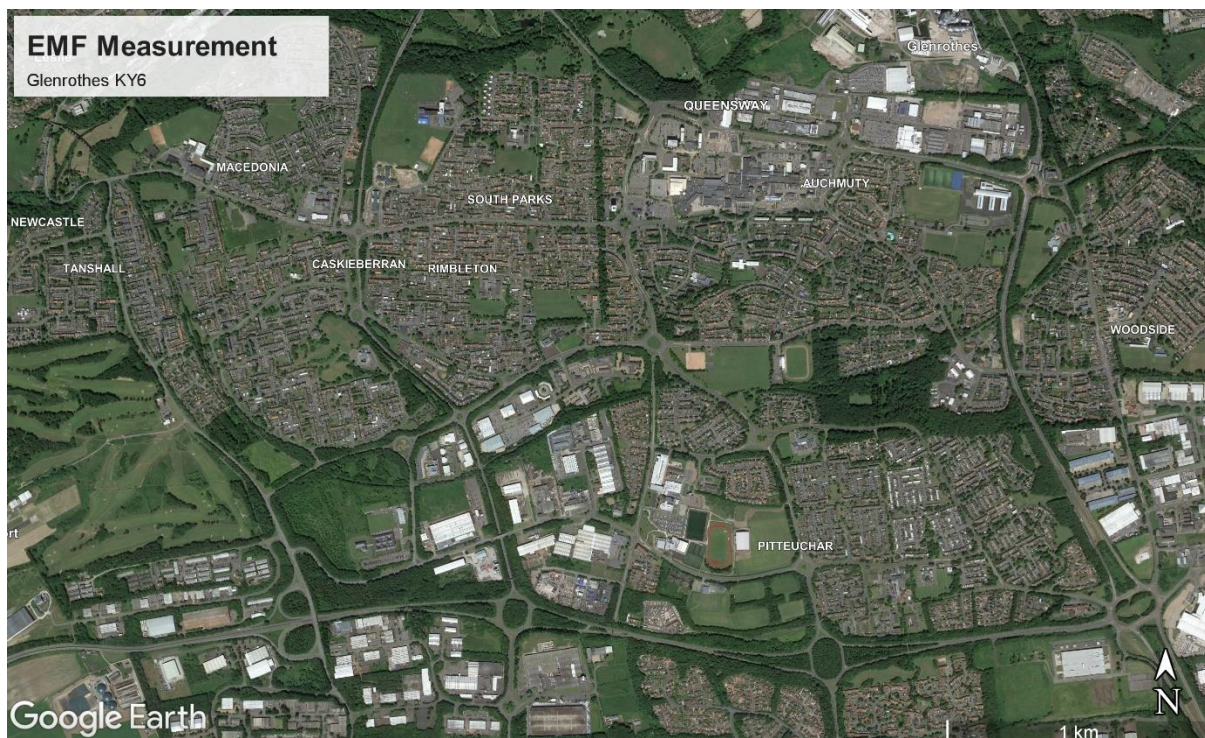 EMF Measurement
Glenrothes KY6
Glenrothes
QUEENSWAY
MACEDONIA
AUCHMUTY
SOUTH PARKS
NEWCASTLE
TANSHALL
CASKIEBERRAN
RIMBLETON
WOODSIDE
rt
PITTEUCHAR
N
Google Earth
1 km